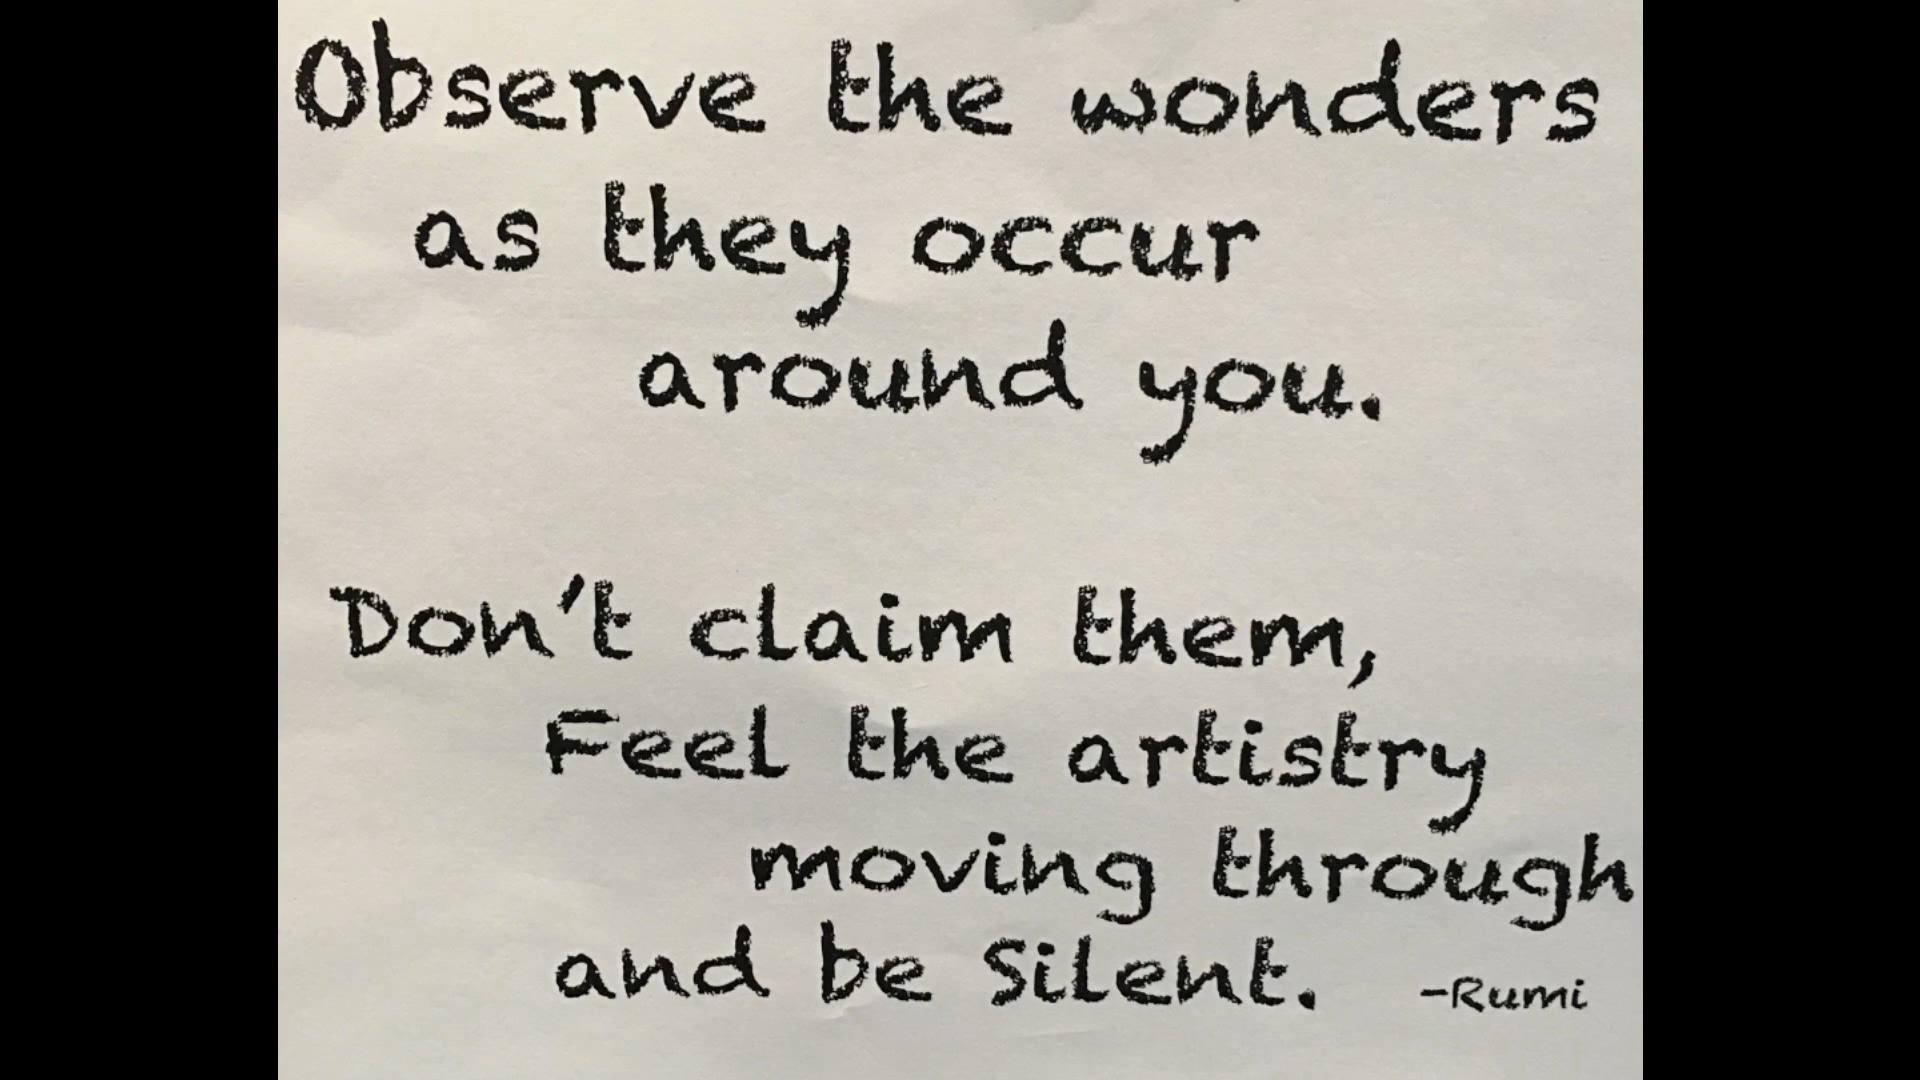 Observe the wonders
as they occur
around you.
Don't claim them,
Feel the artistry
moving through
and be Silent. -Rumi